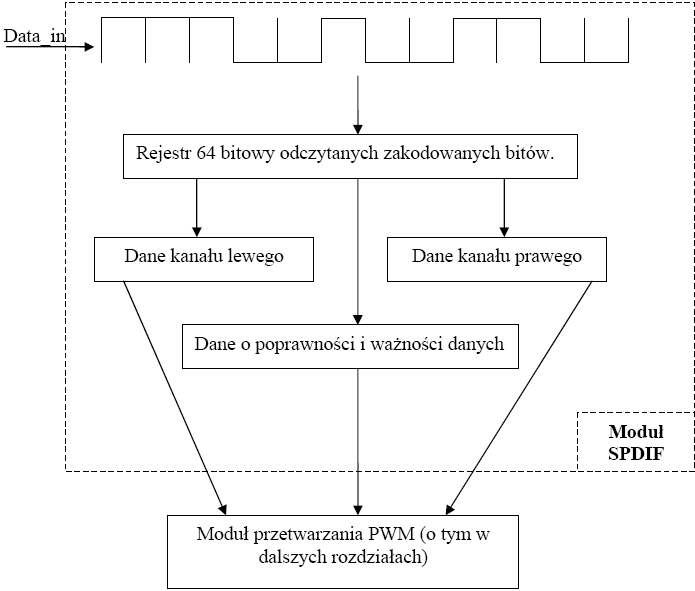 Data_in
Rejestr 64 bitowy odczytanych zakodowanych bitów.
Dane kanału lewego
Dane kanału prawego
Dane o poprawności i ważności danych
Moduł
SPDIF
Moduł przetwarzania PWM (o tym w
dalszych rozdziałach)